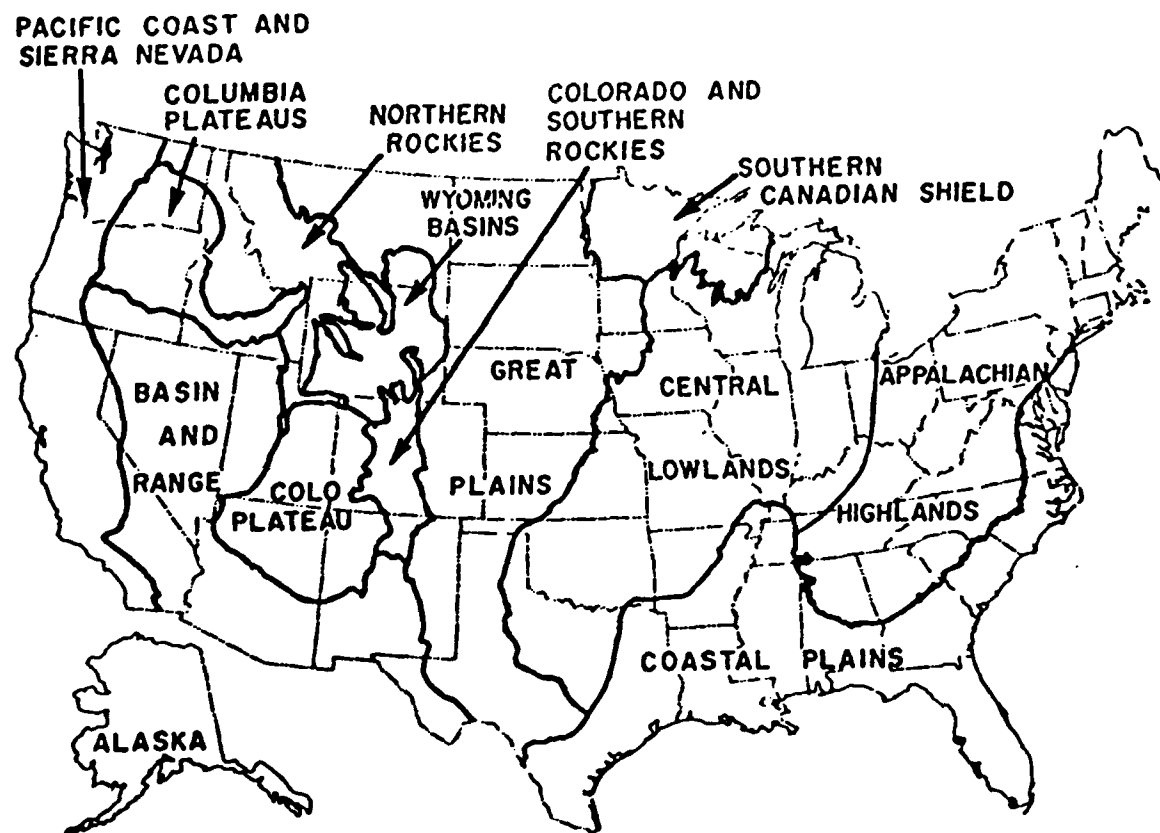 PACIFIC COAST AND
SIERRA NEVADA
COLUMBIA
PLATEAUS
NORTHERN
ROCKIES
COLORADO AND
SOUTHERN
ROCKIES
WYOMING
BASINS
SOUTHERN
CANADIAN SHIELD
BASIN
AND
RANGE
COLO
PLATEAU
GREAT
PLAINS
CENTRAL
LOWLANDS
APPALACHIAN
HIGHLANDS
COASTAL PLAINS
ALASKA